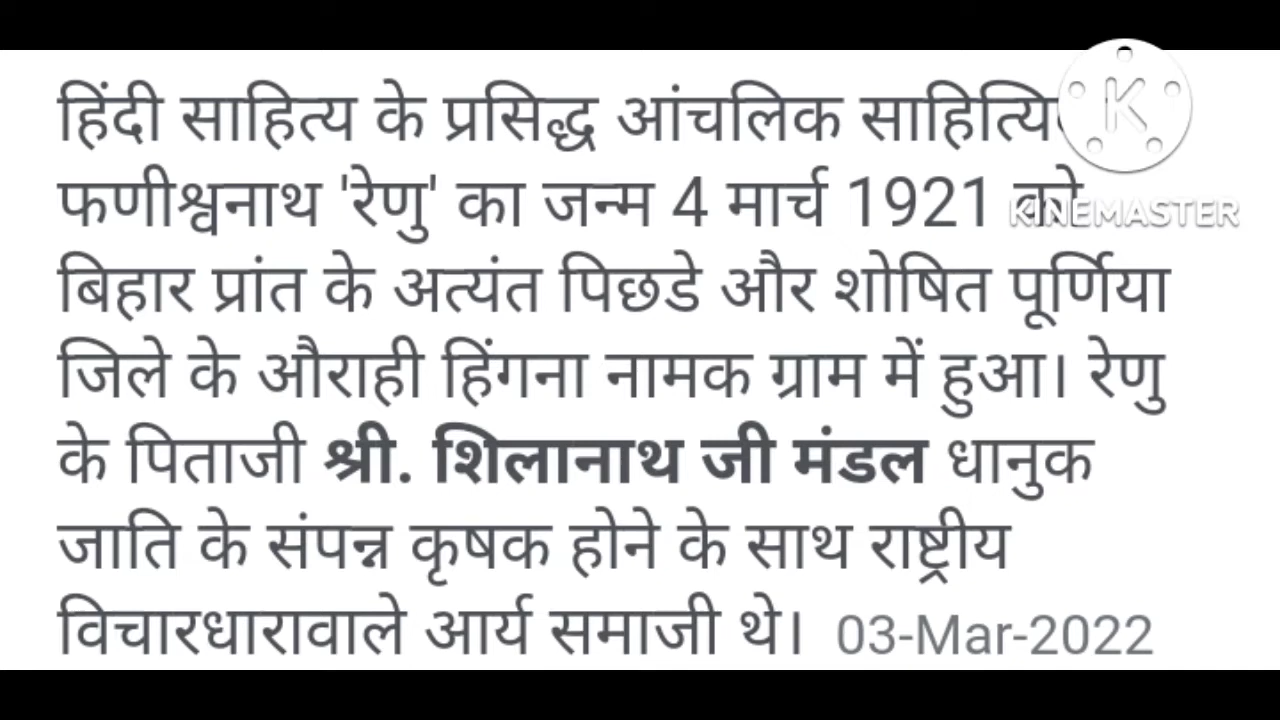 हिंदी साहित्य के प्रसिद्ध आंचलिक
फणीश्वनाथ 'रेणु' का जन्म 4 मार्च 1921 को
KINEMASTER
बिहार प्रांत के अत्यंत पिछडे और शोषित पूर्णिया
जिले के औराही हिंगना नामक ग्राम में हुआ। रेणु
के पिताजी श्री. शिलानाथ जी मंडल धानुक
जाति के संपन्न कृषक होने के साथ राष्ट्रीय
विचारधारावाले आर्य समाजी थे। 03-Mar-2022